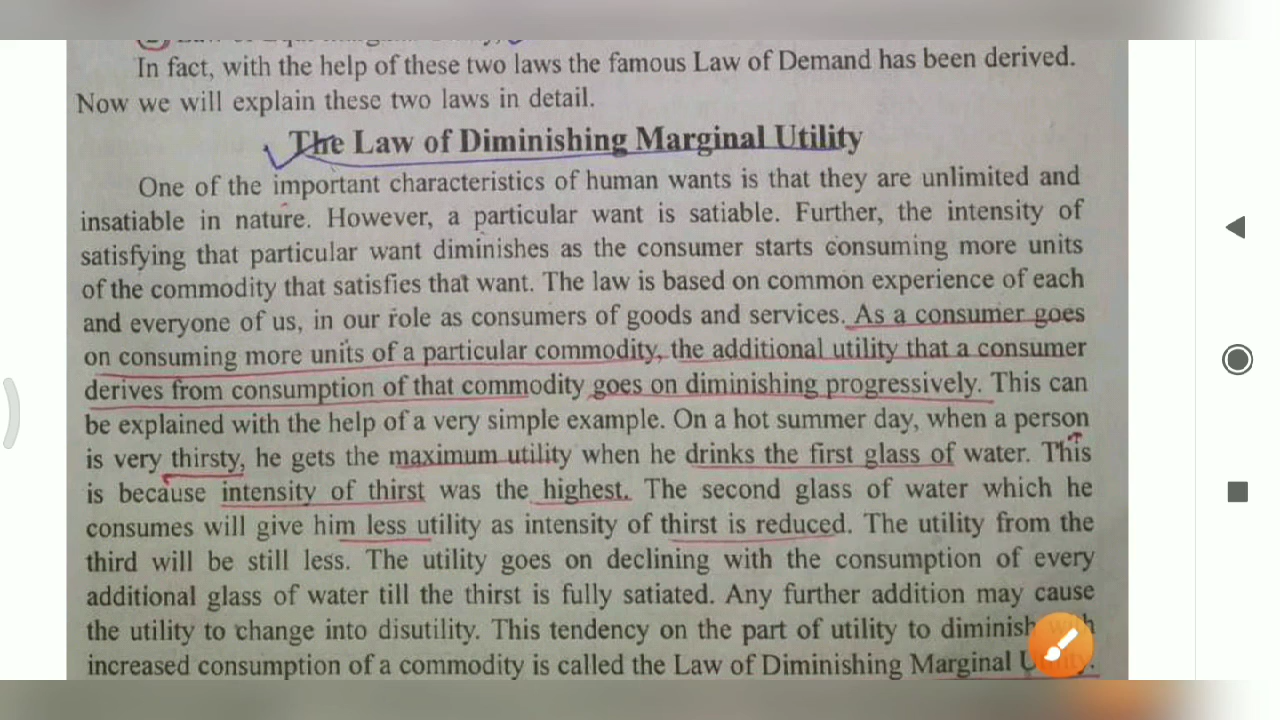 In fact, with the help of these two laws the famous Law of Demand has been derived.
Now we will explain these two laws in detail.
The Law of Diminishing Marginal Utility
One of the important characteristics of human wants is that they are unlimited and
insatiable in nature. However, a particular want is satiable. Further, the intensity of
satisfying that particular want diminishes as the consumer starts consuming more units
of the commodity that satisfies that want. The law is based on common experience of each
and everyone of us, in our role as consumers of goods and services. As a consumer goes
on consuming more units of a particular commodity, the additional utility that a consumer
derives from consumption of that commodity goes on diminishing progressively. This can
be explained with the help of a very simple example. On a hot summer day, when a person
is very thirsty, he gets the maximum utility when he drinks the first glass of water. This
is because intensity of thirst was the highest. The second glass of water which he
consumes will give him less utility as intensity of thirst is reduced. The utility from the
third will be still less. The utility goes on declining with the consumption of every
additional glass of water till the thirst is fully satiated. Any further addition may cause
the utility to change into disutility. This tendency on the part of utility to diminish with
increased consumption of a commodity is called the Law of Diminishing Marginal Utility.